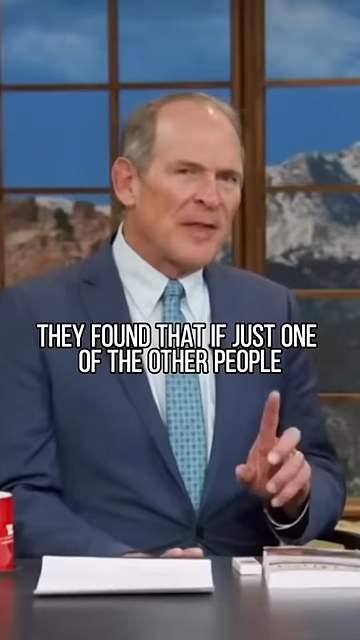 THEY FOUND THAT IF JUST ONE
OF THE OTHER PEOPLE